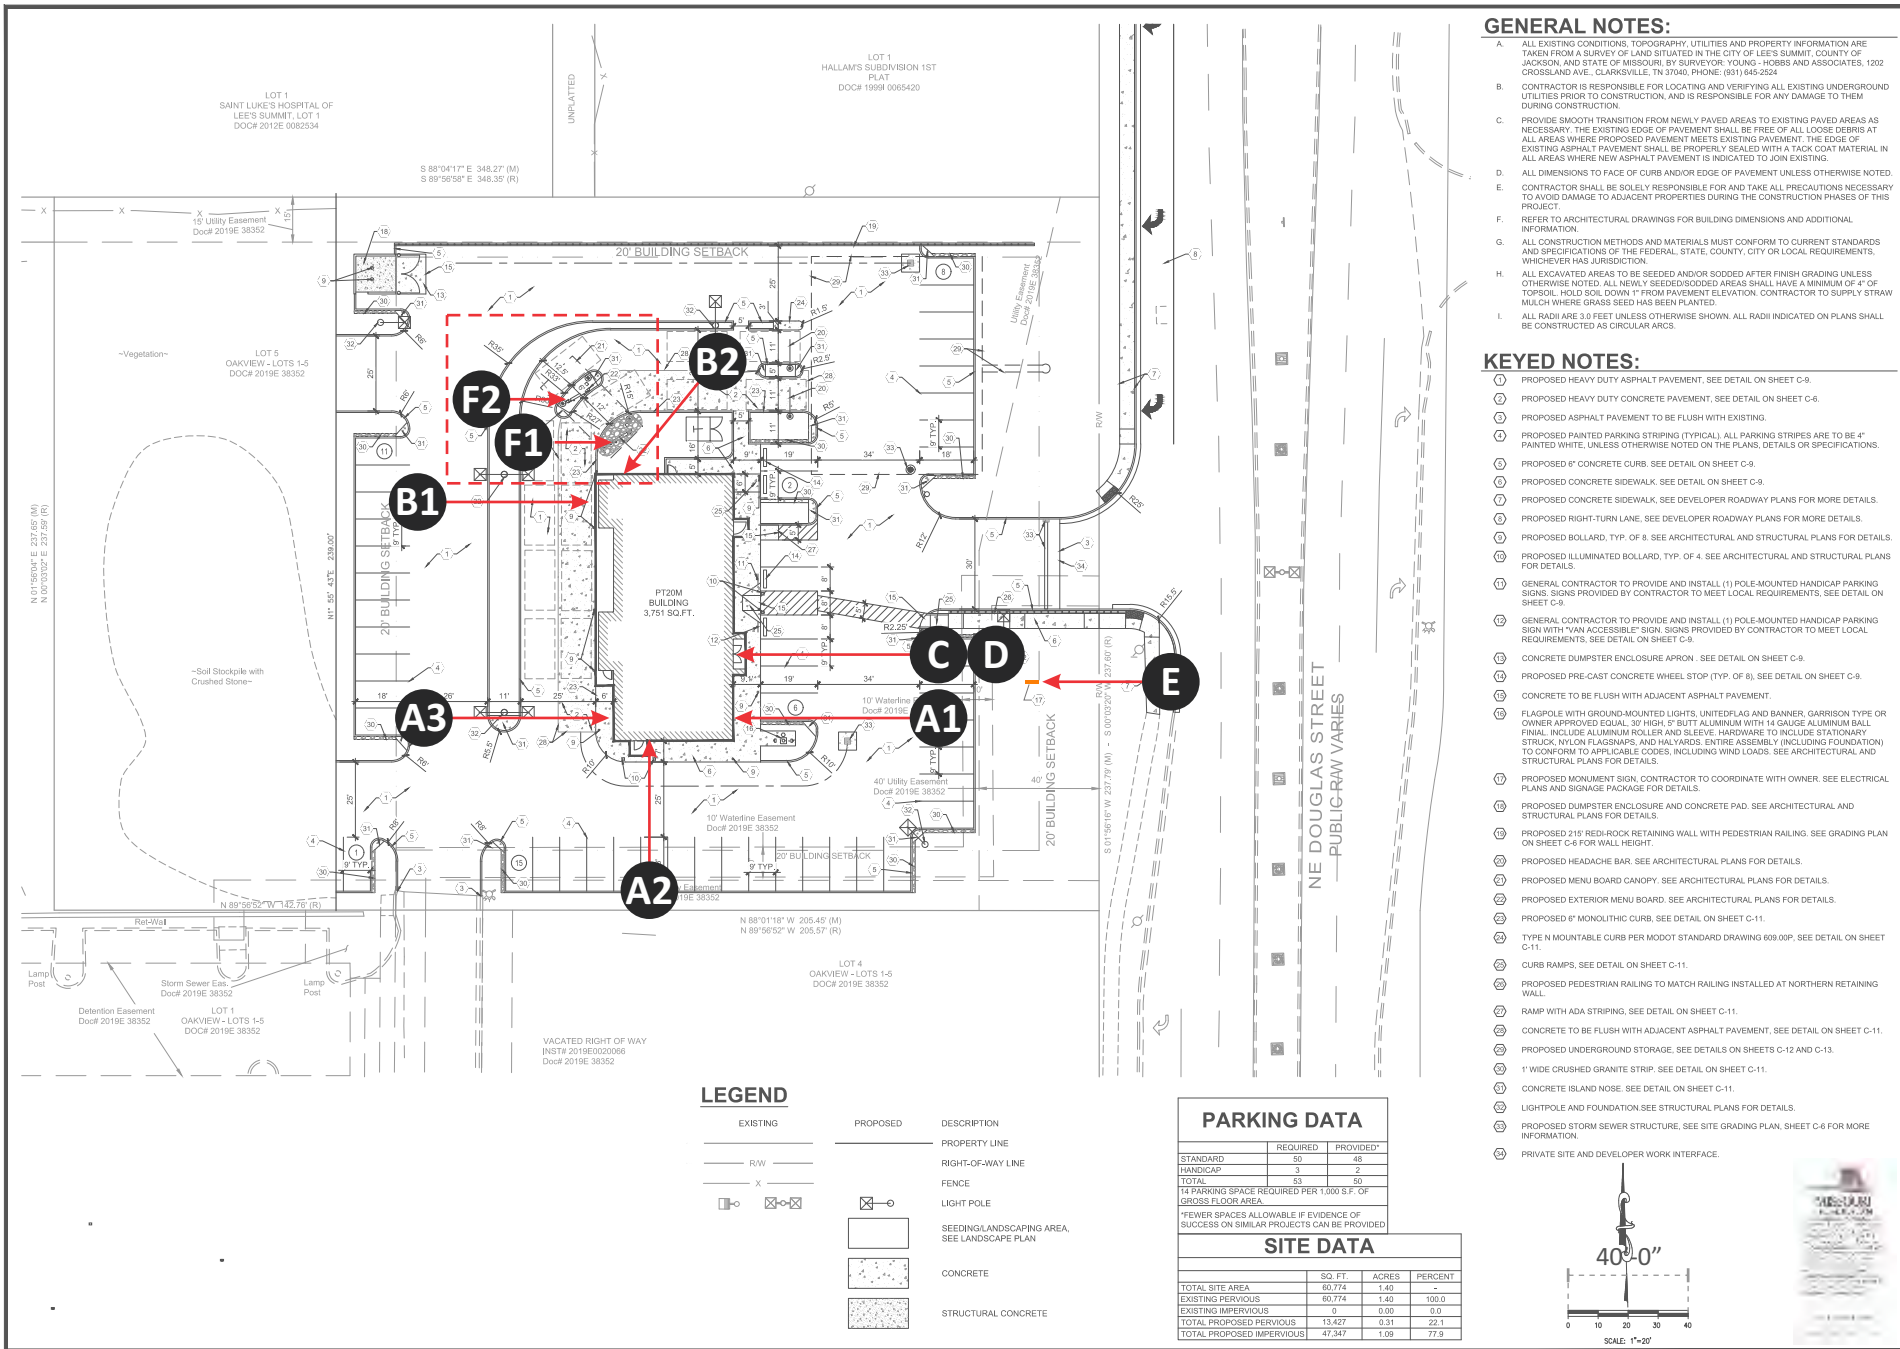 LOT 1
SAINT LUKE'S HOSPITAL OF
LEE'S SUMMIT, LOT 1
DOC# 2012E 0082534
UNPLATTED
LOT 1
HALLAM'S SUBDIVISION 1ST
PLAT
DOC# 1999I 0065420
S 88°04'17" E 348.27' (M)
S 89°56'58" E 348.35' (R)
15' Utility Easement
Doc# 2019E 38352
15'
20' BUILDING SETBACK
Utility Easement
Doc# 2019E 38352
~Vegetation~
LOT 5
OAKVIEW - LOTS 1-5
DOC# 2019E 38352
B2
F2
F1
B1
N 01°56'04" E 237.65' (M)
N 00°03'02" E 237.59' (R)
N1° 55' 43"E 239.00'
20' BUILDING SETBACK
PT20M
BUILDING
3,751 SQ.FT.
~Soil Stockpile with
Crushed Stone~
C
D
E
A3
A1
A2
10' Waterline
Doc# 2019E
40' Utility Easement
Doc# 2019E 38352
10' Waterline Easement
Doc# 2019E 38352
20' BUILDING SETBACK
20' BUILDING SETBACK
40'
R/W
R/W
S 01°56'16" W 237.79' (M) - S 00°03'20" W 237.60' (R)
NE DOUGLAS STREET
PUBLIC RAW VARIES
N 89°56'52" W 142.76' (R)
N 88°01'18" W 205.45' (M)
N 89°56'52" W 205.57' (R)
Ret-Wall
Lamp
Post
Storm Sewer Eas.
Doc# 2019E 38352
Lamp
Post
Detention Easement
Doc# 2019E 38352
LOT 1
OAKVIEW - LOTS 1-5
DOC# 2019E 38352
LOT 4
OAKVIEW - LOTS 1-5
DOC# 2019E 38352
VACATED RIGHT OF WAY
INST# 2019E0020066
Doc# 2019E 38352
LEGEND
EXISTING PROPOSED DESCRIPTION
PROPERTY LINE
R/W RIGHT-OF-WAY LINE
X FENCE
LIGHT POLE
SEEDING/LANDSCAPING AREA,
SEE LANDSCAPE PLAN
CONCRETE
STRUCTURAL CONCRETE
PARKING DATA
REQUIRED PROVIDED*
STANDARD 50 48
HANDICAP 3 2
TOTAL 53 50
14 PARKING SPACE REQUIRED PER 1,000 S.F. OF
GROSS FLOOR AREA.
*FEWER SPACES ALLOWABLE IF EVIDENCE OF
SUCCESS ON SIMILAR PROJECTS CAN BE PROVIDED
SITE DATA
SQ. FT. ACRES PERCENT
TOTAL SITE AREA 60,774 1.40 -
EXISTING PERVIOUS 60,774 1.40 100.0
EXISTING IMPERVIOUS 0 0.00 0.0
TOTAL PROPOSED PERVIOUS 13,427 0.31 22.1
TOTAL PROPOSED IMPERVIOUS 47,347 1.09 77.9
GENERAL NOTES:
A. ALL EXISTING CONDITIONS, TOPOGRAPHY, UTILITIES AND PROPERTY INFORMATION ARE
TAKEN FROM A SURVEY OF LAND SITUATED IN THE CITY OF LEE'S SUMMIT, COUNTY OF
JACKSON, AND STATE OF MISSOURI, BY SURVEYOR: YOUNG - HOBBS AND ASSOCIATES, 1202
CROSSLAND AVE., CLARKSVILLE, TN 37040, PHONE: (931) 645-2524
B. CONTRACTOR IS RESPONSIBLE FOR LOCATING AND VERIFYING ALL EXISTING UNDERGROUND
UTILITIES PRIOR TO CONSTRUCTION, AND IS RESPONSIBLE FOR ANY DAMAGE TO THEM
DURING CONSTRUCTION.
C. PROVIDE SMOOTH TRANSITION FROM NEWLY PAVED AREAS TO EXISTING PAVED AREAS AS
NECESSARY. THE EXISTING EDGE OF PAVEMENT SHALL BE FREE OF ALL LOOSE DEBRIS AT
ALL AREAS WHERE PROPOSED PAVEMENT MEETS EXISTING PAVEMENT. THE EDGE OF
EXISTING ASPHALT PAVEMENT SHALL BE PROPERLY SEALED WITH A TACK COAT MATERIAL IN
ALL AREAS WHERE NEW ASPHALT PAVEMENT IS INDICATED TO JOIN EXISTING.
D. ALL DIMENSIONS TO FACE OF CURB AND/OR EDGE OF PAVEMENT UNLESS OTHERWISE NOTED.
E. CONTRACTOR SHALL BE SOLELY RESPONSIBLE FOR AND TAKE ALL PRECAUTIONS NECESSARY
TO AVOID DAMAGE TO ADJACENT PROPERTIES DURING THE CONSTRUCTION PHASES OF THIS
PROJECT.
F. REFER TO ARCHITECTURAL DRAWINGS FOR BUILDING DIMENSIONS AND ADDITIONAL
INFORMATION.
G. ALL CONSTRUCTION METHODS AND MATERIALS MUST CONFORM TO CURRENT STANDARDS
AND SPECIFICATIONS OF THE FEDERAL, STATE, COUNTY, CITY OR LOCAL REQUIREMENTS,
WHICHEVER HAS JURISDICTION.
H. ALL EXCAVATED AREAS TO BE SEEDED AND/OR SODDED AFTER FINISH GRADING UNLESS
OTHERWISE NOTED. ALL NEWLY SEEDED/SODDED AREAS SHALL HAVE A MINIMUM OF 4" OF
TOPSOIL. HOLD SOIL DOWN 1" FROM PAVEMENT ELEVATION. CONTRACTOR TO SUPPLY STRAW
MULCH WHERE GRASS SEED HAS BEEN PLANTED.
I. ALL RADII ARE 3.0 FEET UNLESS OTHERWISE SHOWN. ALL RADII INDICATED ON PLANS SHALL
BE CONSTRUCTED AS CIRCULAR ARCS.
KEYED NOTES:
1 PROPOSED HEAVY DUTY ASPHALT PAVEMENT, SEE DETAIL ON SHEET C-9.
2 PROPOSED HEAVY DUTY CONCRETE PAVEMENT, SEE DETAIL ON SHEET C-6.
3 PROPOSED ASPHALT PAVEMENT TO BE FLUSH WITH EXISTING.
4 PROPOSED PAINTED PARKING STRIPING (TYPICAL). ALL PARKING STRIPES ARE TO BE 4"
PAINTED WHITE, UNLESS OTHERWISE NOTED ON THE PLANS, DETAILS OR SPECIFICATIONS.
5 PROPOSED 6" CONCRETE CURB. SEE DETAIL ON SHEET C-9.
6 PROPOSED CONCRETE SIDEWALK. SEE DETAIL ON SHEET C-9.
7 PROPOSED CONCRETE SIDEWALK, SEE DEVELOPER ROADWAY PLANS FOR MORE DETAILS.
8 PROPOSED RIGHT-TURN LANE, SEE DEVELOPER ROADWAY PLANS FOR MORE DETAILS.
9 PROPOSED BOLLARD, TYP. OF 8. SEE ARCHITECTURAL AND STRUCTURAL PLANS FOR DETAILS.
10 PROPOSED ILLUMINATED BOLLARD, TYP. OF 4. SEE ARCHITECTURAL AND STRUCTURAL PLANS
FOR DETAILS.
11 GENERAL CONTRACTOR TO PROVIDE AND INSTALL (1) POLE-MOUNTED HANDICAP PARKING
SIGNS. SIGNS PROVIDED BY CONTRACTOR TO MEET LOCAL REQUIREMENTS, SEE DETAIL ON
SHEET C-9.
12 GENERAL CONTRACTOR TO PROVIDE AND INSTALL (1) POLE-MOUNTED HANDICAP PARKING
SIGN WITH "VAN ACCESSIBLE" SIGN. SIGNS PROVIDED BY CONTRACTOR TO MEET LOCAL
REQUIREMENTS, SEE DETAIL ON SHEET C-9.
13 CONCRETE DUMPSTER ENCLOSURE APRON . SEE DETAIL ON SHEET C-9.
14 PROPOSED PRE-CAST CONCRETE WHEEL STOP (TYP. OF 8), SEE DETAIL ON SHEET C-9.
15 CONCRETE TO BE FLUSH WITH ADJACENT ASPHALT PAVEMENT.
16 FLAGPOLE WITH GROUND-MOUNTED LIGHTS, UNITEDFLAG AND BANNER, GARRISON TYPE OR
OWNER APPROVED EQUAL, 30' HIGH, 5" BUTT ALUMINUM WITH 14 GAUGE ALUMINUM BALL
FINIAL. INCLUDE ALUMINUM ROLLER AND SLEEVE. HARDWARE TO INCLUDE STATIONARY
STRUCK, NYLON FLAGSNAPS, AND HALYARDS. ENTIRE ASSEMBLY (INCLUDING FOUNDATION)
TO CONFORM TO APPLICABLE CODES, INCLUDING WIND LOADS. SEE ARCHITECTURAL AND
STRUCTURAL PLANS FOR DETAILS.
17 PROPOSED MONUMENT SIGN, CONTRACTOR TO COORDINATE WITH OWNER. SEE ELECTRICAL
PLANS AND SIGNAGE PACKAGE FOR DETAILS.
18 PROPOSED DUMPSTER ENCLOSURE AND CONCRETE PAD. SEE ARCHITECTURAL AND
STRUCTURAL PLANS FOR DETAILS.
19 PROPOSED 215' REDI-ROCK RETAINING WALL WITH PEDESTRIAN RAILING. SEE GRADING PLAN
ON SHEET C-6 FOR WALL HEIGHT.
20 PROPOSED HEADACHE BAR. SEE ARCHITECTURAL PLANS FOR DETAILS.
21 PROPOSED MENU BOARD CANOPY. SEE ARCHITECTURAL PLANS FOR DETAILS.
22 PROPOSED EXTERIOR MENU BOARD. SEE ARCHITECTURAL PLANS FOR DETAILS.
23 PROPOSED 6" MONOLITHIC CURB, SEE DETAIL ON SHEET C-11.
24 TYPE N MOUNTABLE CURB PER MODOT STANDARD DRAWING 609.00P, SEE DETAIL ON SHEET
C-11.
25 CURB RAMPS, SEE DETAIL ON SHEET C-11.
26 PROPOSED PEDESTRIAN RAILING TO MATCH RAILING INSTALLED AT NORTHERN RETAINING
WALL.
27 RAMP WITH ADA STRIPING, SEE DETAIL ON SHEET C-11.
28 CONCRETE TO BE FLUSH WITH ADJACENT ASPHALT PAVEMENT, SEE DETAIL ON SHEET C-11.
29 PROPOSED UNDERGROUND STORAGE, SEE DETAILS ON SHEETS C-12 AND C-13.
30 1' WIDE CRUSHED GRANITE STRIP. SEE DETAIL ON SHEET C-11.
31 CONCRETE ISLAND NOSE. SEE DETAIL ON SHEET C-11.
32 LIGHTPOLE AND FOUNDATION.SEE STRUCTURAL PLANS FOR DETAILS.
33 PROPOSED STORM SEWER STRUCTURE, SEE SITE GRADING PLAN, SHEET C-6 FOR MORE
INFORMATION.
34 PRIVATE SITE AND DEVELOPER WORK INTERFACE.
0 10 20 30 40
SCALE: 1"=20'